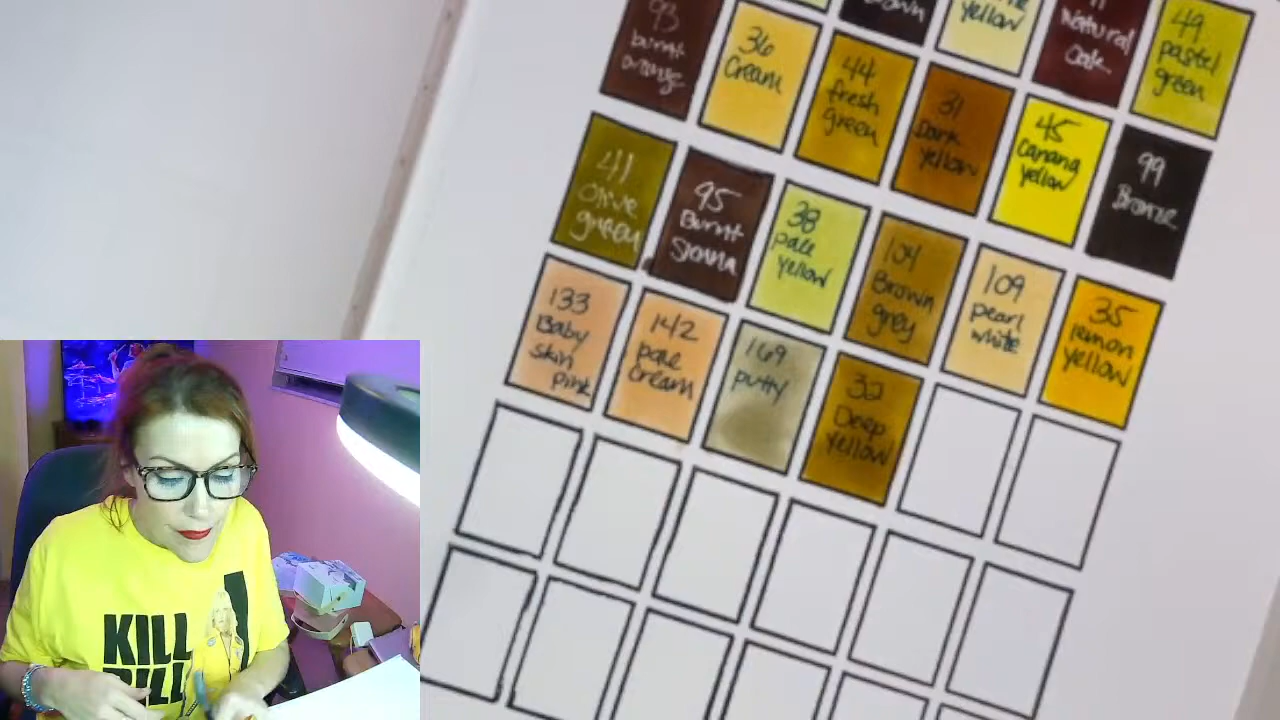 93
burnt
orange
36
Cream
44
fresh
green
31
Dark
yellow
yellow
Natural
Oak
49
pastel
green
45
Canary
yellow
99
Bronze
41
Olive
green
95
Burnt
Sienna
38
pale
yellow
104
Brown
grey
109
pearl
white
35
lemon
yellow
133
Baby
skin
pink
142
pale
cream
169
putty
32
Deep
yellow
KILL
BILL